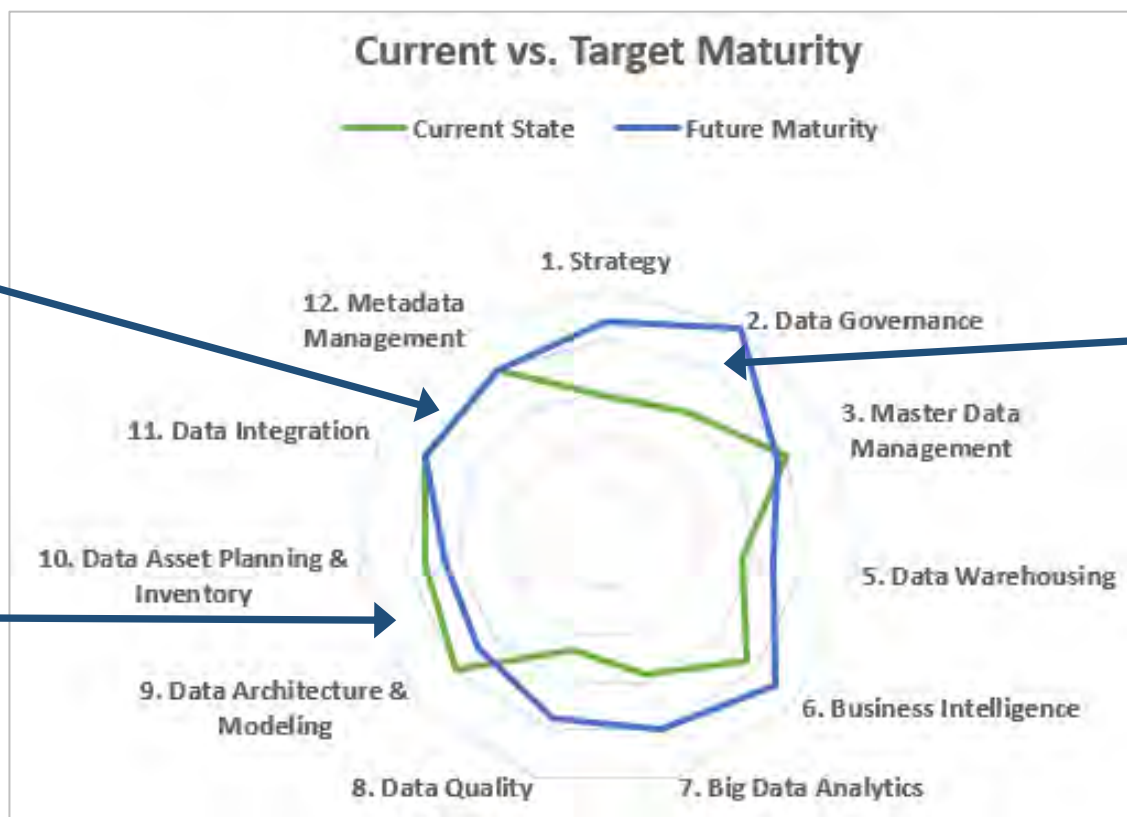 Current vs. Target Maturity
Current State
Future Maturity
1. Strategy
2. Data Governance
3. Master Data
Management
5. Data Warehousing
6. Business Intelligence
7. Big Data Analytics
8. Data Quality
9. Data Architecture &
Modeling
10. Data Asset Planning &
Inventory
11. Data Integration
12. Metadata
Management